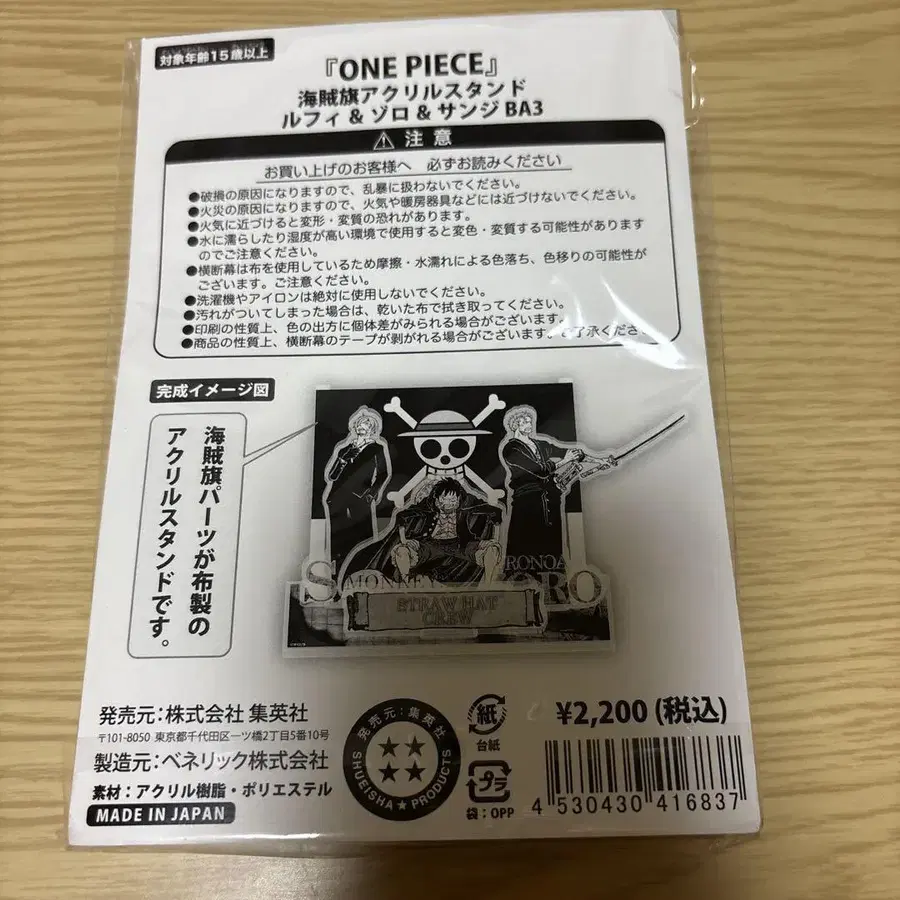 対象年齢15歳以上
『ONE PIECE』
海賊旗アクリルスタンド
ルフィ & ゾロ & サンジ BA3
注意
お買い上げのお客様へ 必ずお読みください
●破損の原因になりますので、乱暴に扱わないでください。
●火災の原因になりますので、火気や暖房器具などには近づけないでください。
●火気に近づけると変形・変質の恐れがあります。
●水に濡らしたり湿度が高い環境で使用すると変色・変質する可能性があります
のでご注意ください。
●横断幕は布を使用しているため摩擦・水濡れによる色落ち、色移りの可能性が
ございます。ご注意ください。
●洗濯機やアイロンは絶対に使用しないでください。
●汚れがついてしまった場合は、乾いた布で拭き取ってください。
●印刷の性質上、色の出方に個体差がみられる場合がございます。
●商品の性質上、横断幕のテープが剥がれる場合がございます。ご了承ください。
完成イメージ図
海賊旗パーツが布製の
アクリルスタンドです。
S
MONKEY
RONOA
ORO
STRAW HAT
CREW
発売元:株式会社 集英社
〒101-8050 東京都千代田区一ツ橋2丁目5番10号
製造元:ベネリック株式会社
素材:アクリル樹脂・ポリエステル
MADE IN JAPAN
発売元:集英社
SHUEISHA★PRODUCTS
紙
台紙
プラ
袋:OPP
¥2,200 (税込)
4 530430 416837